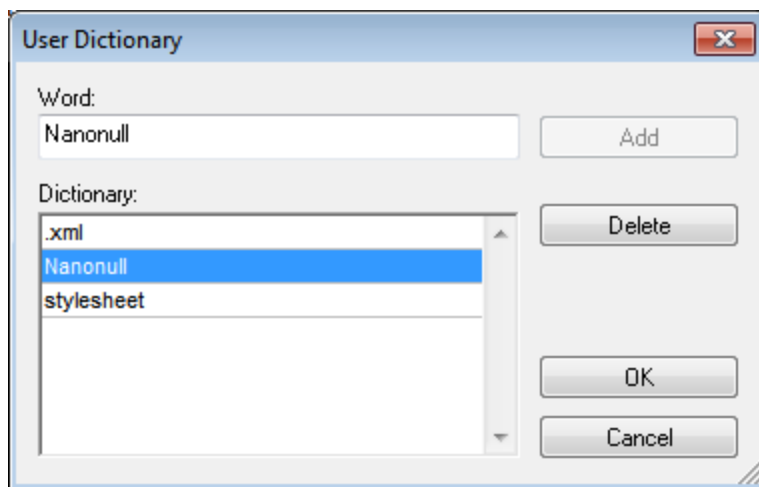 User Dictionary
Word:
Nanonull
Add
Dictionary:
.xml
Nanonull
stylesheet
Delete
OK
Cancel